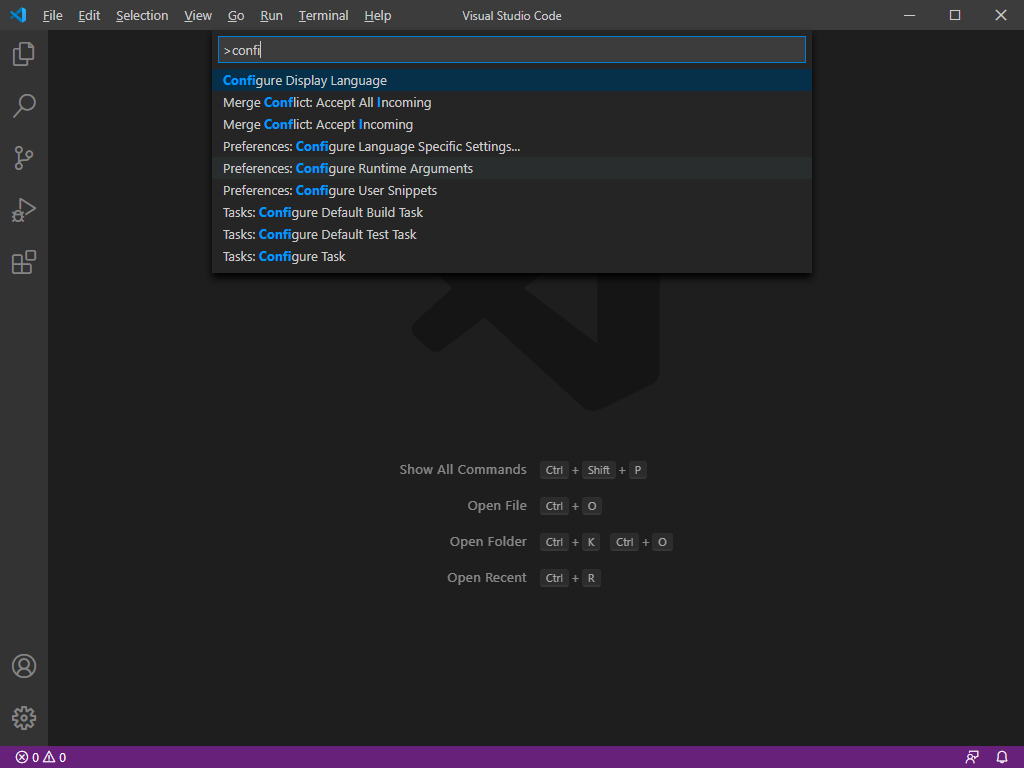 File Edit Selection View Go Run Terminal Help Visual Studio Code
>confi
Configure Display Language
Merge Conflict: Accept All Incoming
Merge Conflict: Accept Incoming
Preferences: Configure Language Specific Settings...
Preferences: Configure Runtime Arguments
Preferences: Configure User Snippets
Tasks: Configure Default Build Task
Tasks: Configure Default Test Task
Tasks: Configure Task
Show All Commands Ctrl + Shift + P
Open File Ctrl + O
Open Folder Ctrl + K Ctrl + O
Open Recent Ctrl + R
0 0